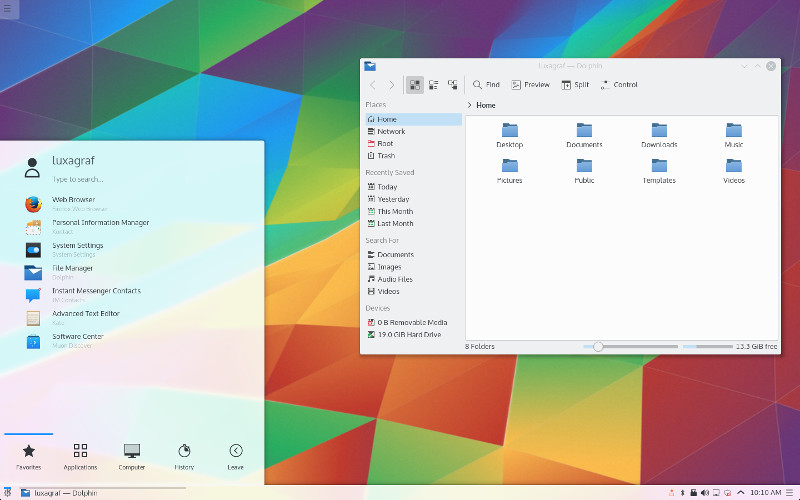 luxagraf
Type to search...
Web Browser
Firefox Web Browser
Personal Information Manager
Kontact
System Settings
System Settings
File Manager
Dolphin
Instant Messenger Contacts
IM Contacts
Advanced Text Editor
Kate
Software Center
Muon Discover
Favorites
Applications
Computer
History
Leave
luxagraf — Dolphin
Find
Preview
Split
Control
Places
Home
Network
Root
Trash
Recently Saved
Today
Yesterday
This Month
Last Month
Search For
Documents
Images
Audio Files
Videos
Devices
0 B Removable Media
19.0 GiB Hard Drive
Home
Desktop
Documents
Downloads
Music
Pictures
Public
Templates
Videos
8 Folders
13.3 GiB free
luxagraf — Dolphin
10:10 AM